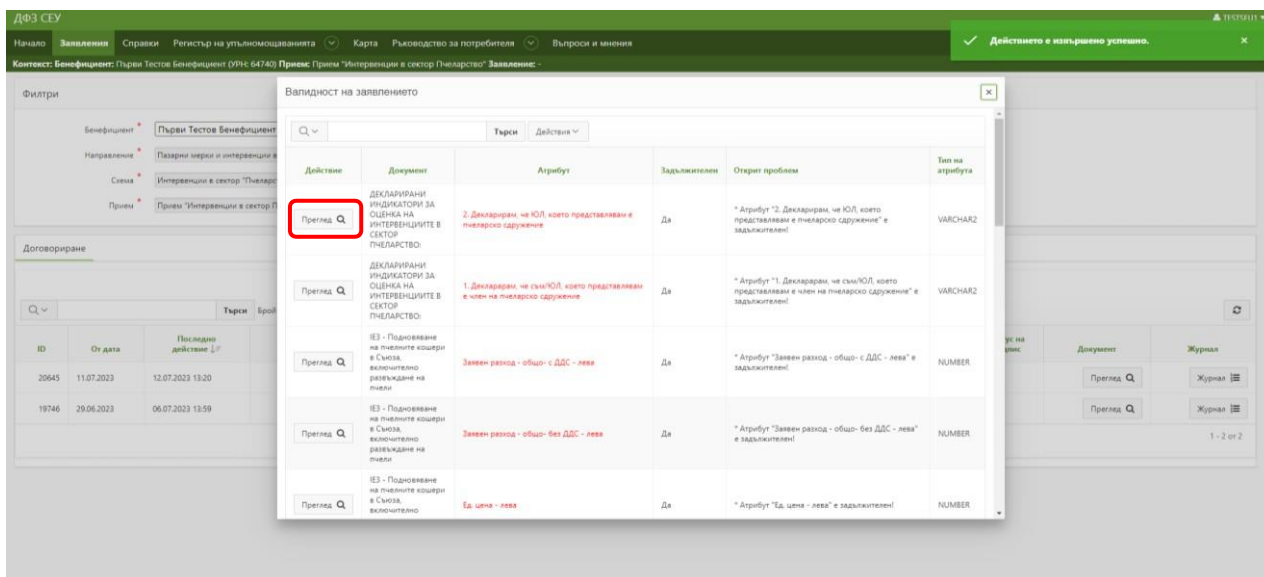 ДФЗ СЕУ
TESTSEU1
Начало Заявления Справки Регистър на упълномощаванията Карта Ръководство за потребителя Въпроси и мнения
Действието е извършено успешно.
Контекст: Бенефициент: Първи Тестов Бенефициент (УРН: 64740) Прием: Прием "Интервенции в сектор Пчеларство" Заявление: -
Филтри
Бенефициент * Първи Тестов Бенефициент
Направление * Пазарни мерки и интервенции в
Схема * Интервенции в сектор "Пчеларс
Прием * Прием "Интервенции в сектор П
Договориране
Търси Брой
ID От дата Последно действие
20645 11.07.2023 12.07.2023 13:20
19746 29.06.2023 06.07.2023 13:59
Валидност на заявлението
Търси Действия
Действие Документ Атрибут Задължителен Открит проблем Тип на
атрибута
Преглед
ДЕКЛАРИРАНИ
ИНДИКАТОРИ ЗА
ОЦЕНКА НА
ИНТЕРВЕНЦИИТЕ В
СЕКТОР
ПЧЕЛАРСТВО:
2. Декларирам, че ЮЛ, което представлявам е
пчеларско сдружение
Да
* Атрибут "2. Декларирам, че ЮЛ, което
представлявам е пчеларско сдружение" е
задължителен!
VARCHAR2
Преглед
ДЕКЛАРИРАНИ
ИНДИКАТОРИ ЗА
ОЦЕНКА НА
ИНТЕРВЕНЦИИТЕ В
СЕКТОР
ПЧЕЛАРСТВО:
1. Декларарам, че съм/ЮЛ, което представлявам
е член на пчеларско сдружение
Да
* Атрибут "1. Декларарам, че съм/ЮЛ, което
представлявам е член на пчеларско сдружение" е
задължителен!
VARCHAR2
Преглед
IE3 - Подновяване
на пчелните кошери
в Съюза,
включително
развъждане на
пчели
Заявен разход - общо- с ДДС - лева
Да
* Атрибут "Заявен разход - общо- с ДДС - лева" е
задължителен!
NUMBER
Преглед
IE3 - Подновяване
на пчелните кошери
в Съюза,
включително
развъждане на
пчели
Заявен разход - общо- без ДДС - лева
Да
* Атрибут "Заявен разход - общо- без ДДС - лева"
е задължителен!
NUMBER
Преглед
IE3 - Подновяване
на пчелните кошери
в Съюза,
включително
Ед. цена - лева
Да
* Атрибут "Ед. цена - лева" е задължителен!
NUMBER
Документ Журнал
Преглед Журнал
Преглед Журнал
1 - 2 от 2